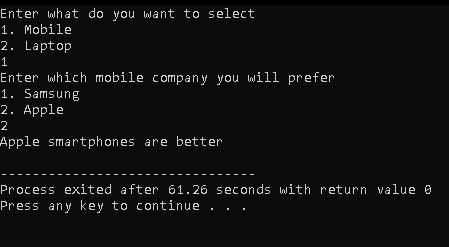 Enter what do you want to select
1. Mobile
2. Laptop
1
Enter which mobile company you will prefer
1. Samsung
2. Apple
2
Apple smartphones are better
--------------------------------
Process exited after 61.26 seconds with return value 0
Press any key to continue . . .